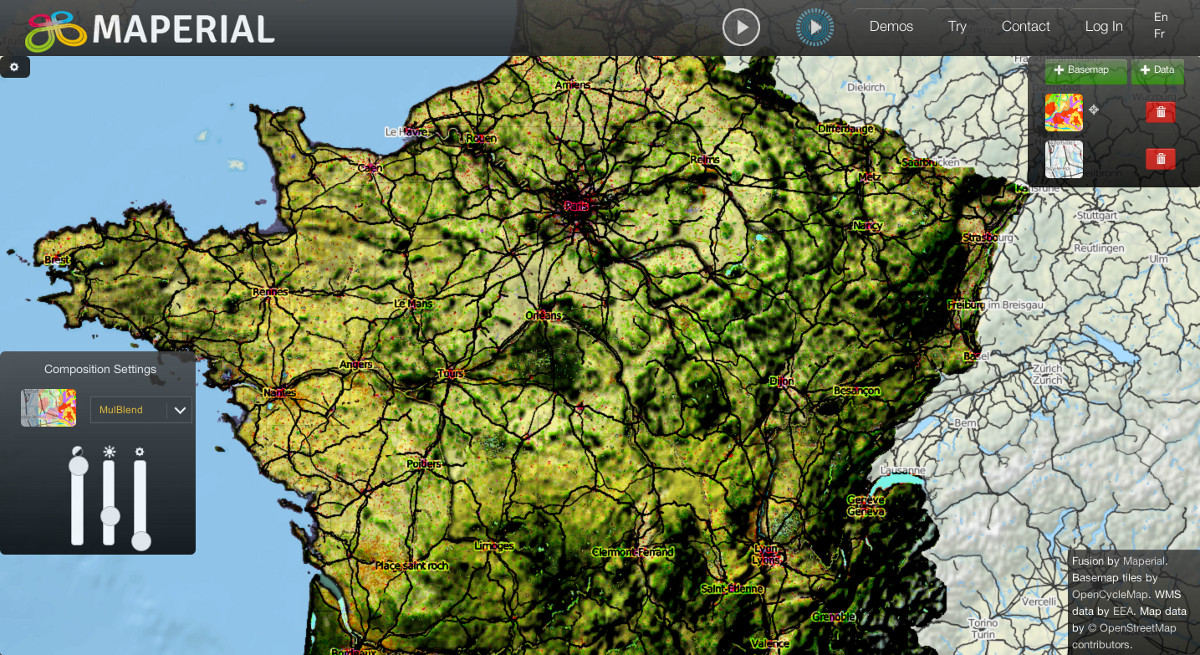 MAPERIAL
Demos
Try
Contact
Log In
En
Fr
Basemap
Data
Amiens
Diekirch
Le Havre
Rouen
Differdange
Caen
Reims
Saarbrücken
Metz
Paris
Karlsruhe
Stuttgart
Nancy
Strasbourg
Reutlingen
Brest
Ulm
Rennes
Le Mans
Freiburg im Breisgau
Orléans
Basel
Angers
Tours
Zürich
Zürich
Dijon
Besançon
Nantes
Bern
Composition Settings
MulBlend
Poitiers
Lausanne
Genève
Geneva
Limoges
Clermont-Ferrand
Lyon
Lyons
Place saint roch
Saint-Étienne
Vercelli
Grenoble
Torino
Turin
Valence
Bordeaux
Fusion by Maperial.
Basemap tiles by
OpenCycleMap. WMS
data by EEA. Map data
by © OpenStreetMap
contributors.